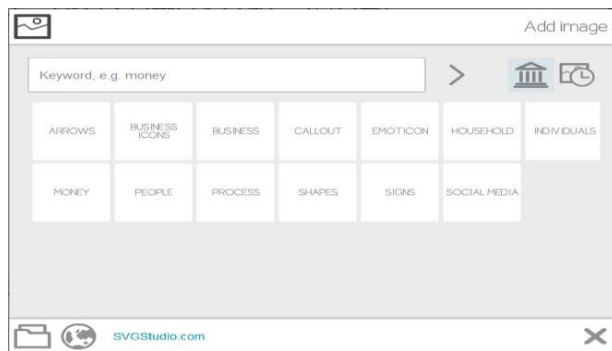 Add image
Keyword, e.g. money
ARROWS
BUSINESS
ICONS
BUSINESS
CALLOUT
EMOTICON
HOUSEHOLD
INDIVIDUALS
MONEY
PEOPLE
PROCESS
SHAPES
SIGNS
SOCIAL MEDIA
SVGStudio.com